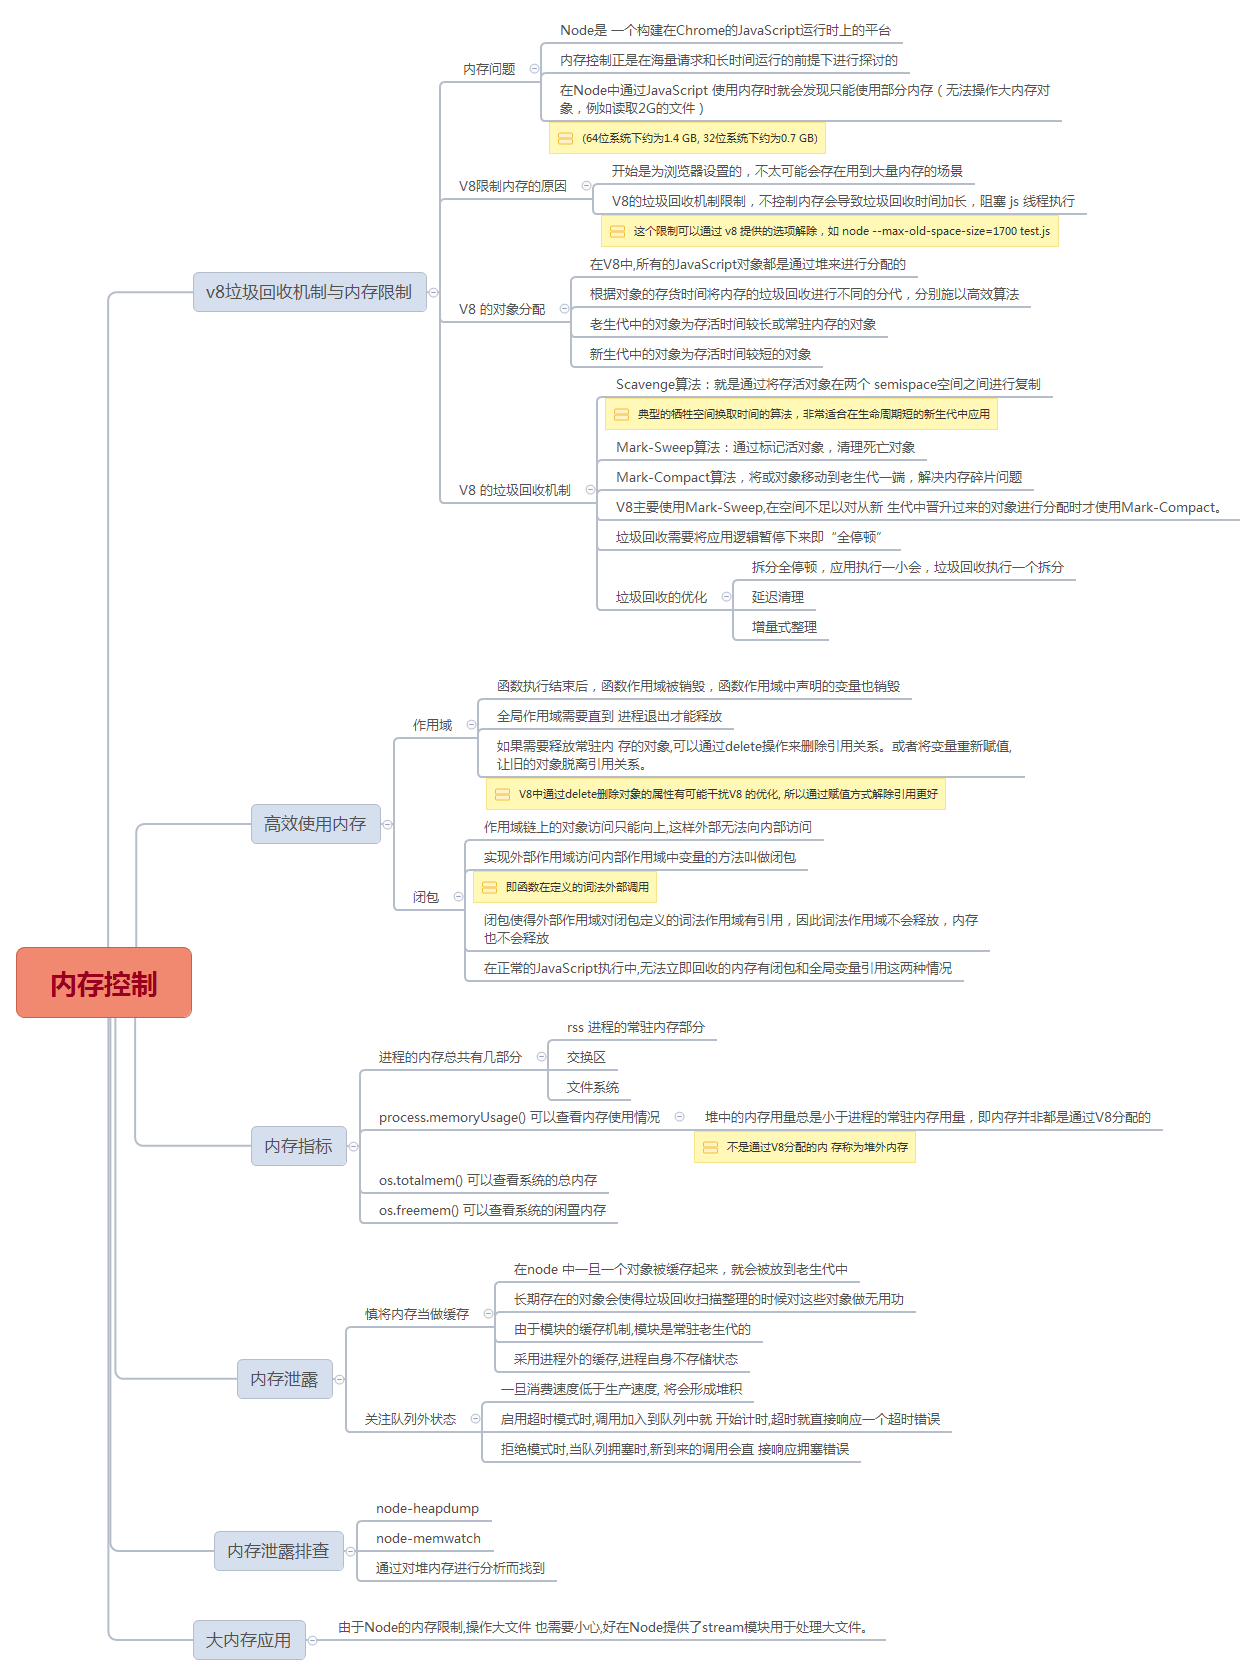 内存控制
v8垃圾回收机制与内存限制
内存问题
Node是 一个构建在Chrome的JavaScript运行时上的平台
内存控制正是在海量请求和长时间运行的前提下进行探讨的
在Node中通过JavaScript 使用内存时就会发现只能使用部分内存（无法操作大内存对
象，例如读取2G的文件）
(64位系统下约为1.4 GB, 32位系统下约为0.7 GB)
V8限制内存的原因
开始是为浏览器设置的，不太可能会存在用到大量内存的场景
V8的垃圾回收机制限制，不控制内存会导致垃圾回收时间加长，阻塞 js 线程执行
这个限制可以通过 v8 提供的选项解除，如 node --max-old-space-size=1700 test.js
V8 的对象分配
在V8中,所有的JavaScript对象都是通过堆来进行分配的
根据对象的存货时间将内存的垃圾回收进行不同的分代，分别施以高效算法
老生代中的对象为存活时间较长或常驻内存的对象
新生代中的对象为存活时间较短的对象
V8 的垃圾回收机制
Scavenge算法：就是通过将存活对象在两个 semispace空间之间进行复制
典型的牺牲空间换取时间的算法，非常适合在生命周期短的新生代中应用
Mark-Sweep算法：通过标记活对象，清理死亡对象
Mark-Compact算法，将或对象移动到老生代一端，解决内存碎片问题
V8主要使用Mark-Sweep,在空间不足以对从新 生代中晋升过来的对象进行分配时才使用Mark-Compact。
垃圾回收需要将应用逻辑暂停下来即“全停顿”
垃圾回收的优化
拆分全停顿，应用执行一小会，垃圾回收执行一个拆分
延迟清理
增量式整理
高效使用内存
作用域
函数执行结束后，函数作用域被销毁，函数作用域中声明的变量也销毁
全局作用域需要直到 进程退出才能释放
如果需要释放常驻内 存的对象,可以通过delete操作来删除引用关系。或者将变量重新赋值,
让旧的对象脱离引用关系。
V8中通过delete删除对象的属性有可能干扰V8 的优化, 所以通过赋值方式解除引用更好
闭包
作用域链上的对象访问只能向上,这样外部无法向内部访问
实现外部作用域访问内部作用域中变量的方法叫做闭包
即函数在定义的词法外部调用
闭包使得外部作用域对闭包定义的词法作用域有引用，因此词法作用域不会释放，内存
也不会释放
在正常的JavaScript执行中,无法立即回收的内存有闭包和全局变量引用这两种情况
内存指标
进程的内存总共有几部分
rss 进程的常驻内存部分
交换区
文件系统
process.memoryUsage() 可以查看内存使用情况
堆中的内存用量总是小于进程的常驻内存用量，即内存并非都是通过V8分配的
不是通过V8分配的内 存称为堆外内存
os.totalmem() 可以查看系统的总内存
os.freemem() 可以查看系统的闲置内存
内存泄露
慎将内存当做缓存
在node 中一旦一个对象被缓存起来，就会被放到老生代中
长期存在的对象会使得垃圾回收扫描整理的时候对这些对象做无用功
由于模块的缓存机制,模块是常驻老生代的
采用进程外的缓存,进程自身不存储状态
关注队列外状态
一旦消费速度低于生产速度, 将会形成堆积
启用超时模式时,调用加入到队列中就 开始计时,超时就直接响应一个超时错误
拒绝模式时,当队列拥塞时,新到来的调用会直 接响应拥塞错误
内存泄露排查
node-heapdump
node-memwatch
通过对堆内存进行分析而找到
大内存应用
由于Node的内存限制,操作大文件 也需要小心,好在Node提供了stream模块用于处理大文件。